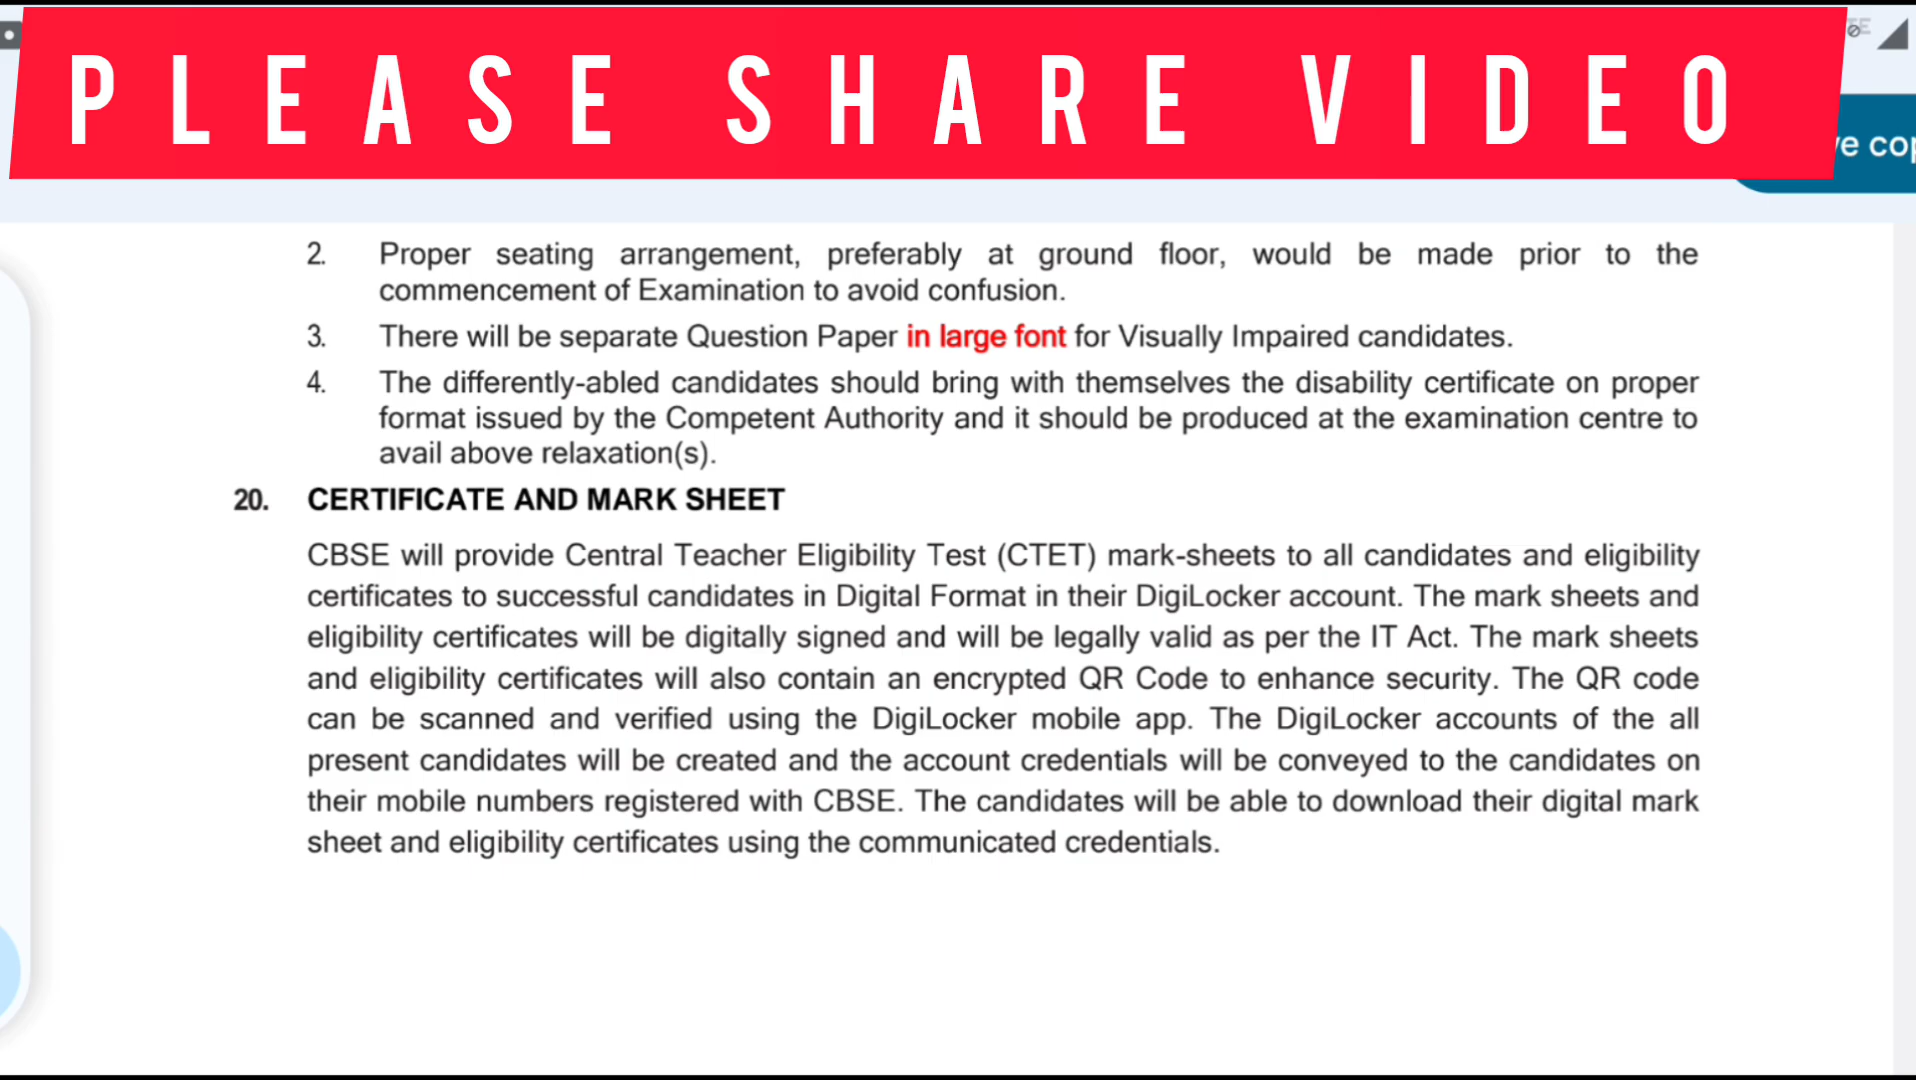 PLEASE SHARE VIDEO
2. Proper seating arrangement, preferably at ground floor, would be made prior to the
commencement of Examination to avoid confusion.
3. There will be separate Question Paper in large font for Visually Impaired candidates.
4. The differently-abled candidates should bring with themselves the disability certificate on proper
format issued by the Competent Authority and it should be produced at the examination centre to
avail above relaxation(s).
20. CERTIFICATE AND MARK SHEET
CBSE will provide Central Teacher Eligibility Test (CTET) mark-sheets to all candidates and eligibility
certificates to successful candidates in Digital Format in their DigiLocker account. The mark sheets and
eligibility certificates will be digitally signed and will be legally valid as per the IT Act. The mark sheets
and eligibility certificates will also contain an encrypted QR Code to enhance security. The QR code
can be scanned and verified using the DigiLocker mobile app. The DigiLocker accounts of the all
present candidates will be created and the account credentials will be conveyed to the candidates on
their mobile numbers registered with CBSE. The candidates will be able to download their digital mark
sheet and eligibility certificates using the communicated credentials.